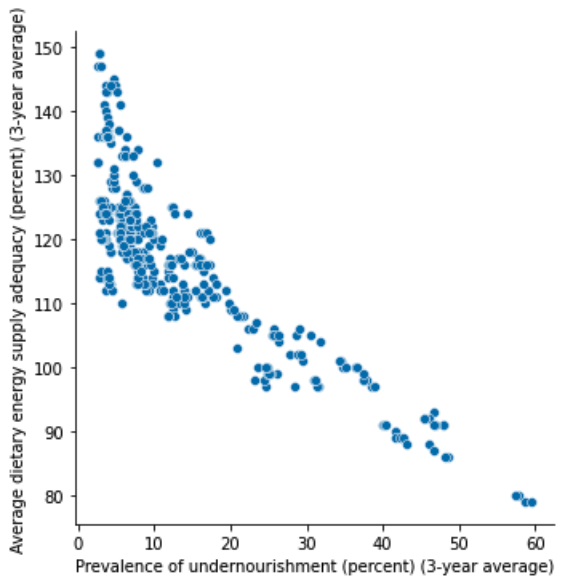 Average dietary energy supply adequacy (percent) (3-year average)
150
140
130
120
110
100
90
80
0 10 20 30 40 50 60
Prevalence of undernourishment (percent) (3-year average)